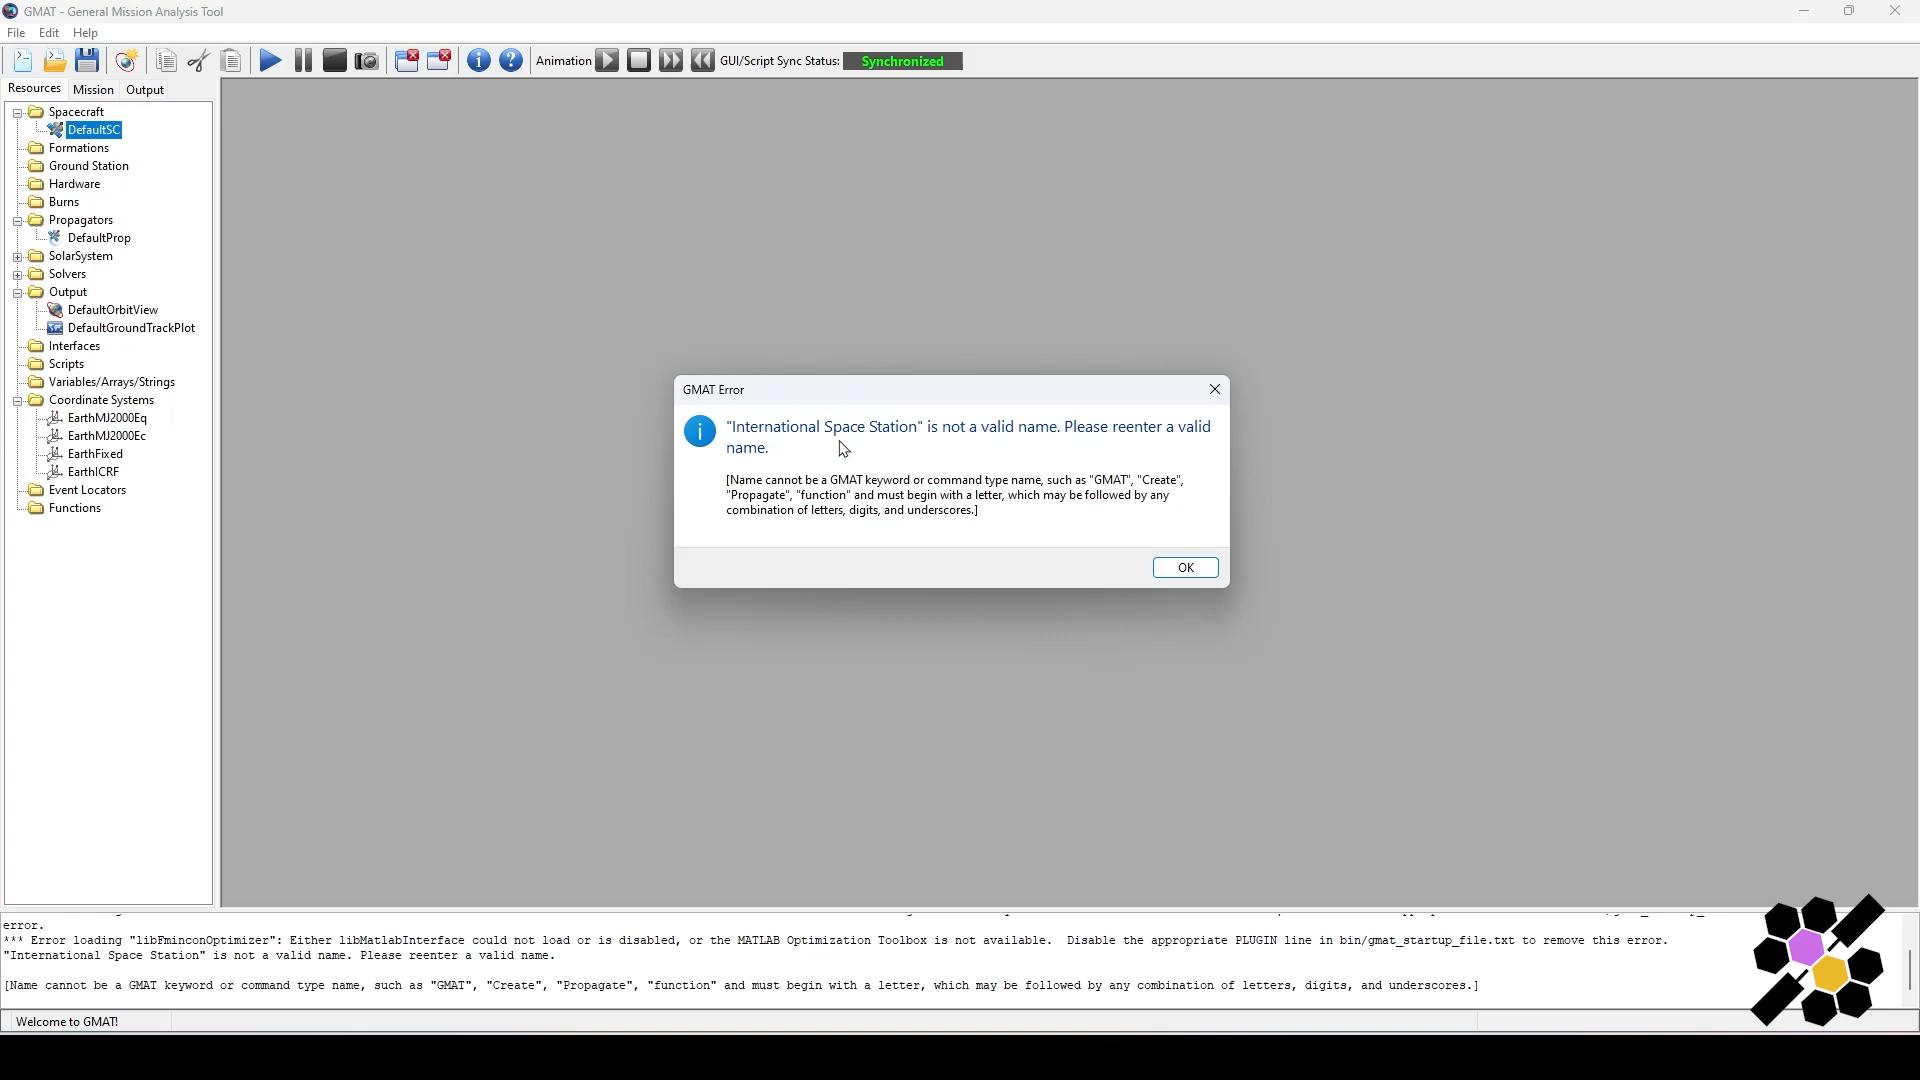 GMAT - General Mission Analysis Tool
File Edit Help
Animation GUI/Script Sync Status: Synchronized
Resources Mission Output
Spacecraft
DefaultSC
Formations
Ground Station
Hardware
Burns
Propagators
DefaultProp
SolarSystem
Solvers
Output
DefaultOrbitView
DefaultGroundTrackPlot
Interfaces
Scripts
Variables/Arrays/Strings
Coordinate Systems
EarthMJ2000Eq
EarthMJ2000Ec
EarthFixed
EarthICRF
Event Locators
Functions
GMAT Error
"International Space Station" is not a valid name. Please reenter a valid
name.
[Name cannot be a GMAT keyword or command type name, such as "GMAT", "Create",
"Propagate", "function" and must begin with a letter, which may be followed by any
combination of letters, digits, and underscores.]
OK
error.
*** Error loading "libFminconOptimizer": Either libMatlabInterface could not load or is disabled, or the MATLAB Optimization Toolbox is not available. Disable the appropriate PLUGIN line in bin/gmat_startup_file.txt to remove this error.
"International Space Station" is not a valid name. Please reenter a valid name.
[Name cannot be a GMAT keyword or command type name, such as "GMAT", "Create", "Propagate", "function" and must begin with a letter, which may be followed by any combination of letters, digits, and underscores.]
Welcome to GMAT!